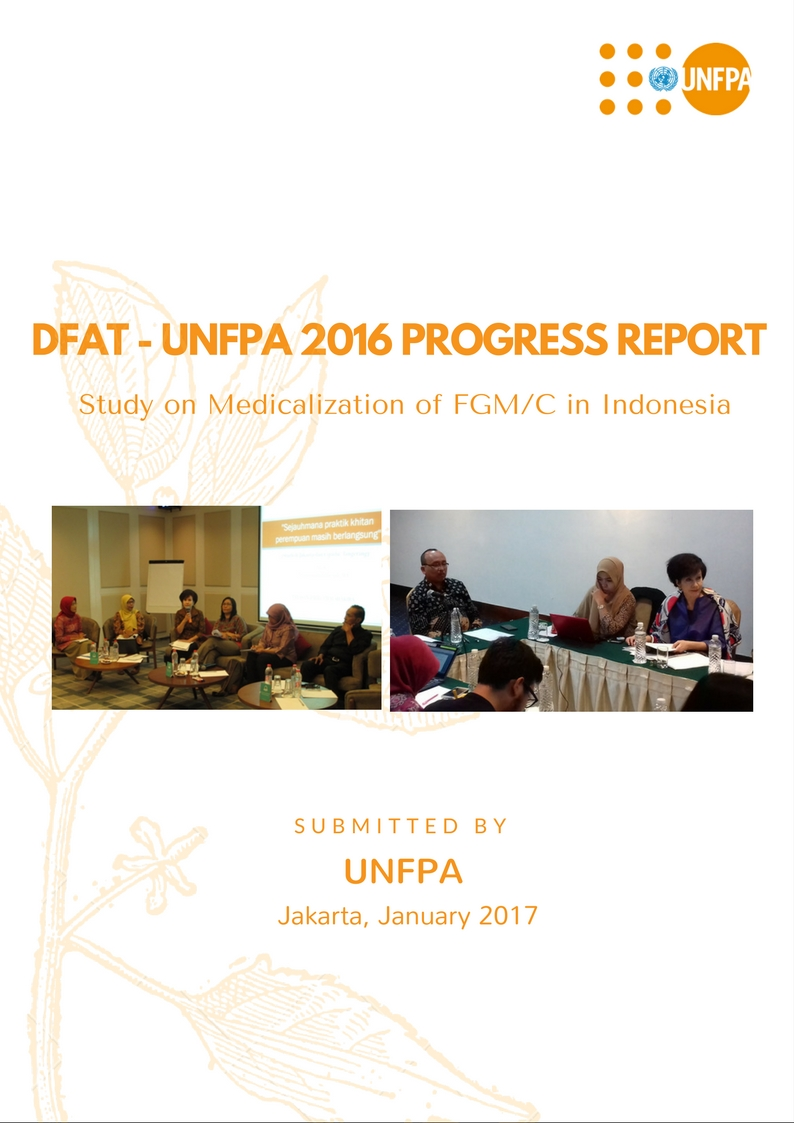 UNFPA
DFAT - UNFPA 2016 PROGRESS REPORT
Study on Medicalization of FGM/C in Indonesia
"Sejauhmana praktik khitan
perempuan masih berlangsung"
SUBMITTED BY
UNFPA
Jakarta, January 2017